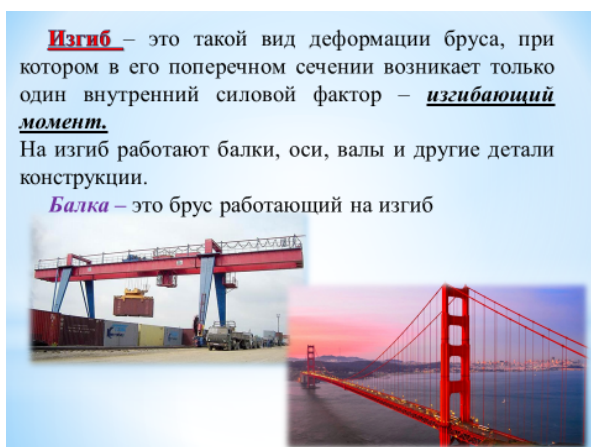 Изгиб – это такой вид деформации бруса, при
котором в его поперечном сечении возникает только
один внутренний силовой фактор – изгибающий
момент.
На изгиб работают балки, оси, валы и другие детали
конструкции.
Балка – это брус работающий на изгиб